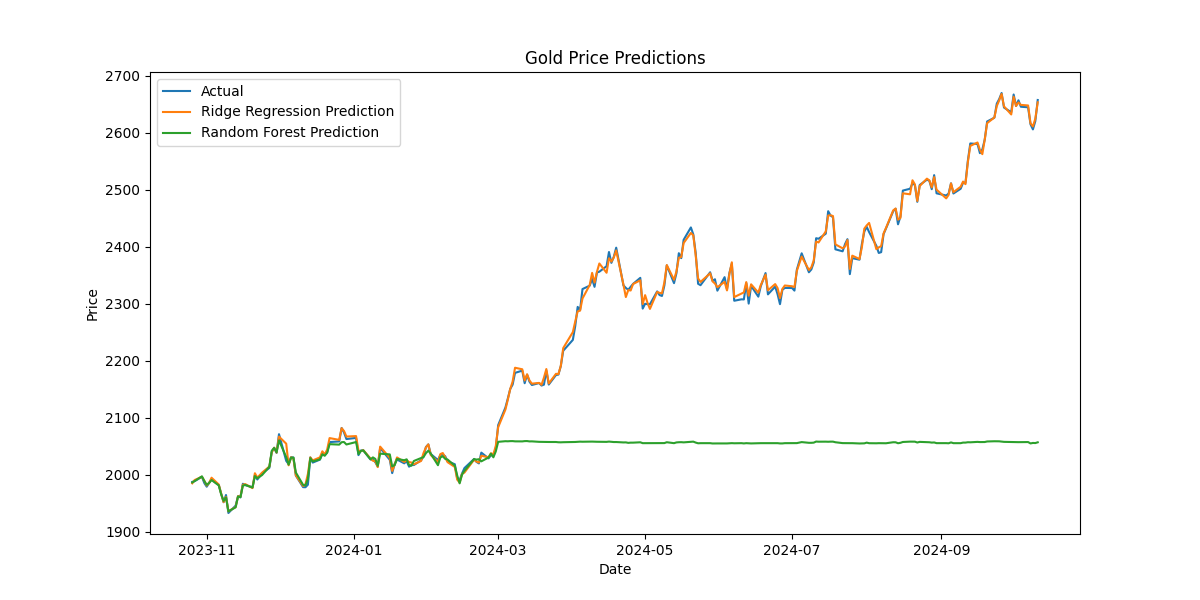 Gold Price Predictions
Actual
Ridge Regression Prediction
Random Forest Prediction
Price
2700
2600
2500
2400
2300
2200
2100
2000
1900
2023-11 2024-01 2024-03 2024-05 2024-07 2024-09
Date